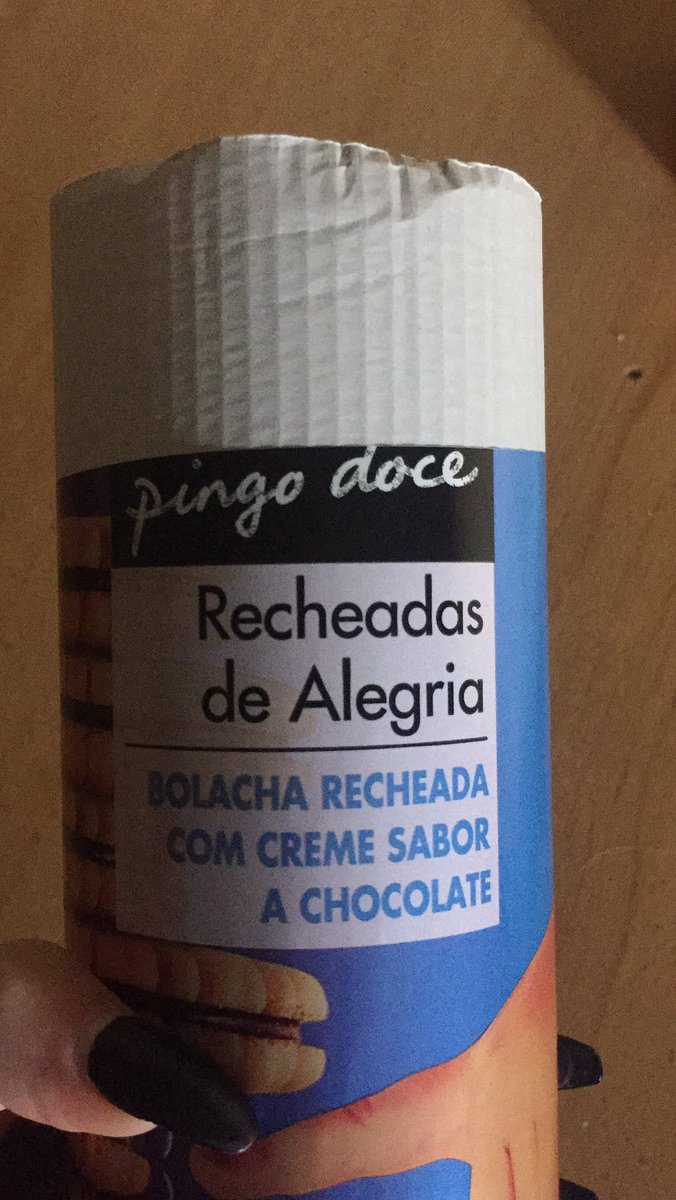 pingo doce
Recheadas
de Alegria
BOLACHA RECHEADA
COM CREME SABOR
A CHOCOLATE